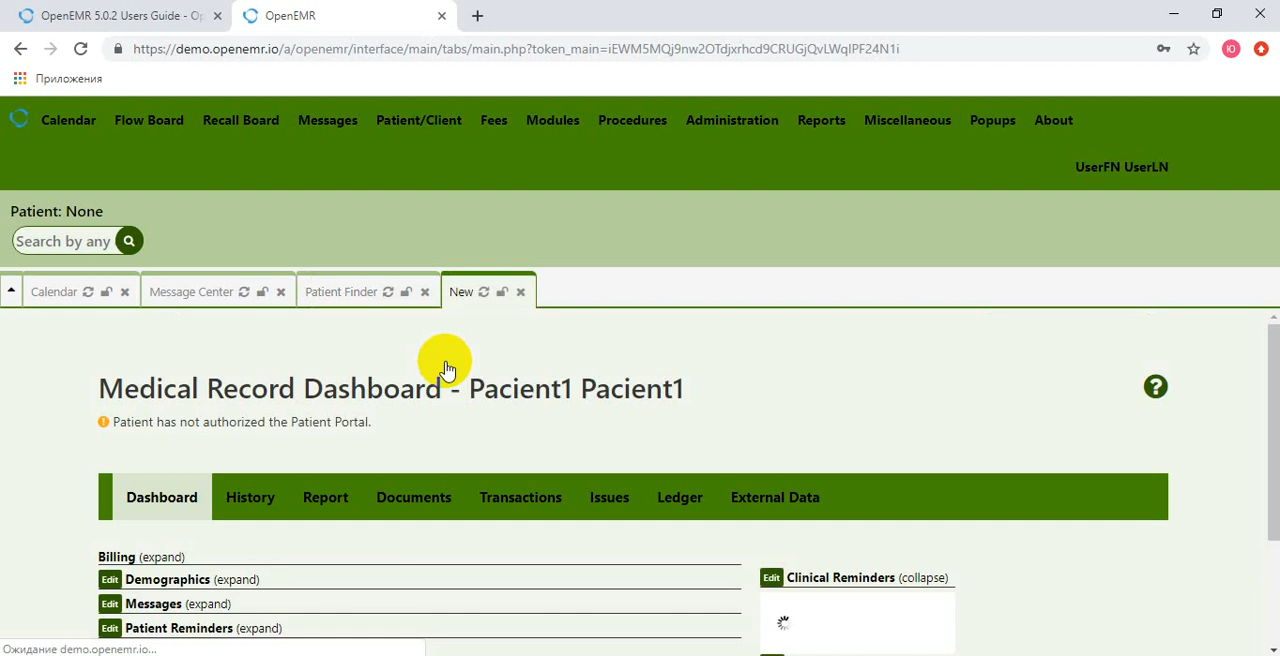 OpenEMR 5.0.2 Users Guide - Op
OpenEMR
https://demo.openemr.io/a/openemr/interface/main/tabs/main.php?token_main=iEWM5MQj9nw2OTdjxrhcd9CRUGjQvLWqIPF24N1i
Ю
Приложения
Calendar Flow Board Recall Board Messages Patient/Client Fees Modules Procedures Administration Reports Miscellaneous Popups About
UserFN UserLN
Patient: None
Search by any
Calendar Message Center Patient Finder New
Medical Record Dashboard - Pacient1 Pacient1
Patient has not authorized the Patient Portal.
Dashboard History Report Documents Transactions Issues Ledger External Data
Billing (expand)
Edit Demographics (expand)
Edit Clinical Reminders (collapse)
Edit Messages (expand)
Edit Patient Reminders (expand)
Ожидание demo.openemr.io...